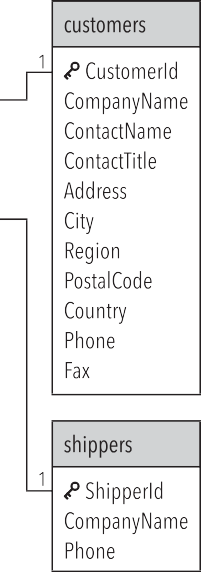 customers
1
CustomerId
CompanyName
ContactName
ContactTitle
Address
City
Region
PostalCode
Country
Phone
Fax
shippers
1
ShipperId
CompanyName
Phone